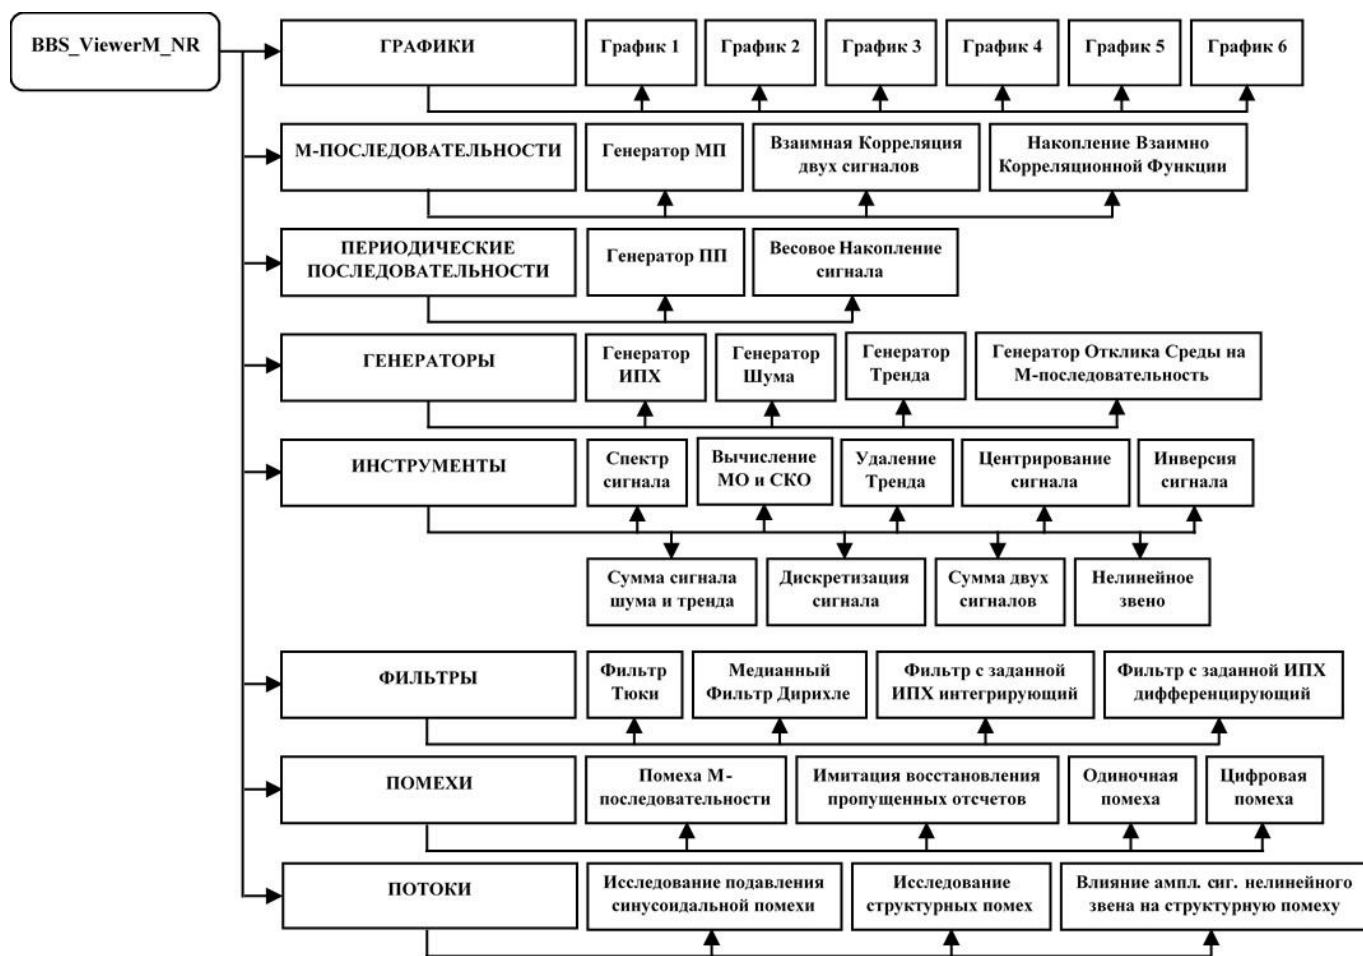 BBS_ViewerM_NR
ГРАФИКИ
График 1
График 2
График 3
График 4
График 5
График 6
М-ПОСЛЕДОВАТЕЛЬНОСТИ
Генератор МП
Взаимная Корреляция
двух сигналов
Накопление Взаимно
Корреляционной Функции
ПЕРИОДИЧЕСКИЕ
ПОСЛЕДОВАТЕЛЬНОСТИ
Генератор ПП
Весовое Накопление
сигнала
ГЕНЕРАТОРЫ
Генератор
ИПХ
Генератор
Шума
Генератор
Тренда
Генератор Отклика Среды на
М-последовательность
ИНСТРУМЕНТЫ
Спектр
сигнала
Вычисление
МО и СКО
Удаление
Тренда
Центрирование
сигнала
Инверсия
сигнала
Сумма сигнала
шума и тренда
Дискретизация
сигнала
Сумма двух
сигналов
Нелинейное
звено
ФИЛЬТРЫ
Фильтр
Тюки
Медианный
Фильтр Дирихле
Фильтр с заданной
ИПХ интегрирующий
Фильтр с заданной ИПХ
дифференцирующий
ПОМЕХИ
Помеха М-
последовательности
Имитация восстановления
пропущенных отсчетов
Одиночная
помеха
Цифровая
помеха
ПОТОКИ
Исследование подавления
синусоидальной помехи
Исследование
структурных помех
Влияние ампл. сиг. нелинейного
звена на структурную помеху